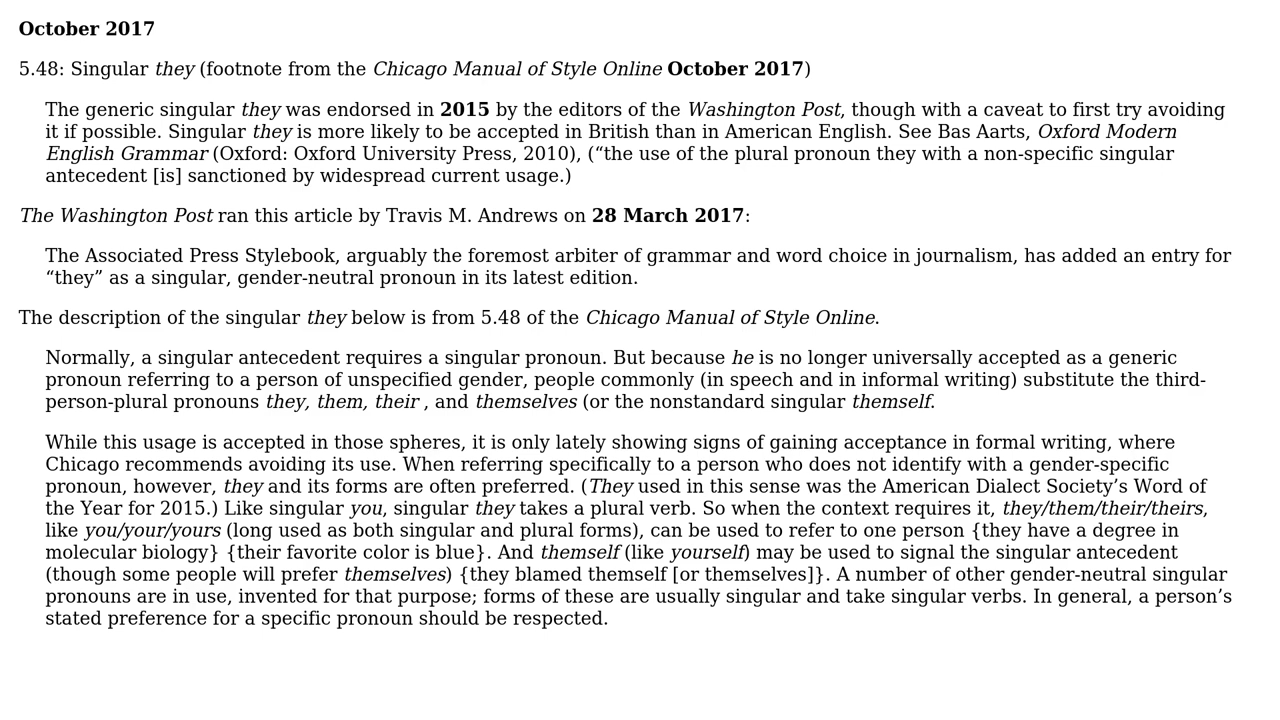 October 2017
5.48: Singular they (footnote from the Chicago Manual of Style Online October 2017)
The generic singular they was endorsed in 2015 by the editors of the Washington Post, though with a caveat to first try avoiding
it if possible. Singular they is more likely to be accepted in British than in American English. See Bas Aarts, Oxford Modern
English Grammar (Oxford: Oxford University Press, 2010), (“the use of the plural pronoun they with a non-specific singular
antecedent [is] sanctioned by widespread current usage.)
The Washington Post ran this article by Travis M. Andrews on 28 March 2017:
The Associated Press Stylebook, arguably the foremost arbiter of grammar and word choice in journalism, has added an entry for
“they” as a singular, gender-neutral pronoun in its latest edition.
The description of the singular they below is from 5.48 of the Chicago Manual of Style Online.
Normally, a singular antecedent requires a singular pronoun. But because he is no longer universally accepted as a generic
pronoun referring to a person of unspecified gender, people commonly (in speech and in informal writing) substitute the third-
person-plural pronouns they, them, their , and themselves (or the nonstandard singular themself.
While this usage is accepted in those spheres, it is only lately showing signs of gaining acceptance in formal writing, where
Chicago recommends avoiding its use. When referring specifically to a person who does not identify with a gender-specific
pronoun, however, they and its forms are often preferred. (They used in this sense was the American Dialect Society’s Word of
the Year for 2015.) Like singular you, singular they takes a plural verb. So when the context requires it, they/them/their/theirs,
like you/your/yours (long used as both singular and plural forms), can be used to refer to one person {they have a degree in
molecular biology} {their favorite color is blue}. And themself (like yourself) may be used to signal the singular antecedent
(though some people will prefer themselves) {they blamed themself [or themselves]}. A number of other gender-neutral singular
pronouns are in use, invented for that purpose; forms of these are usually singular and take singular verbs. In general, a person’s
stated preference for a specific pronoun should be respected.